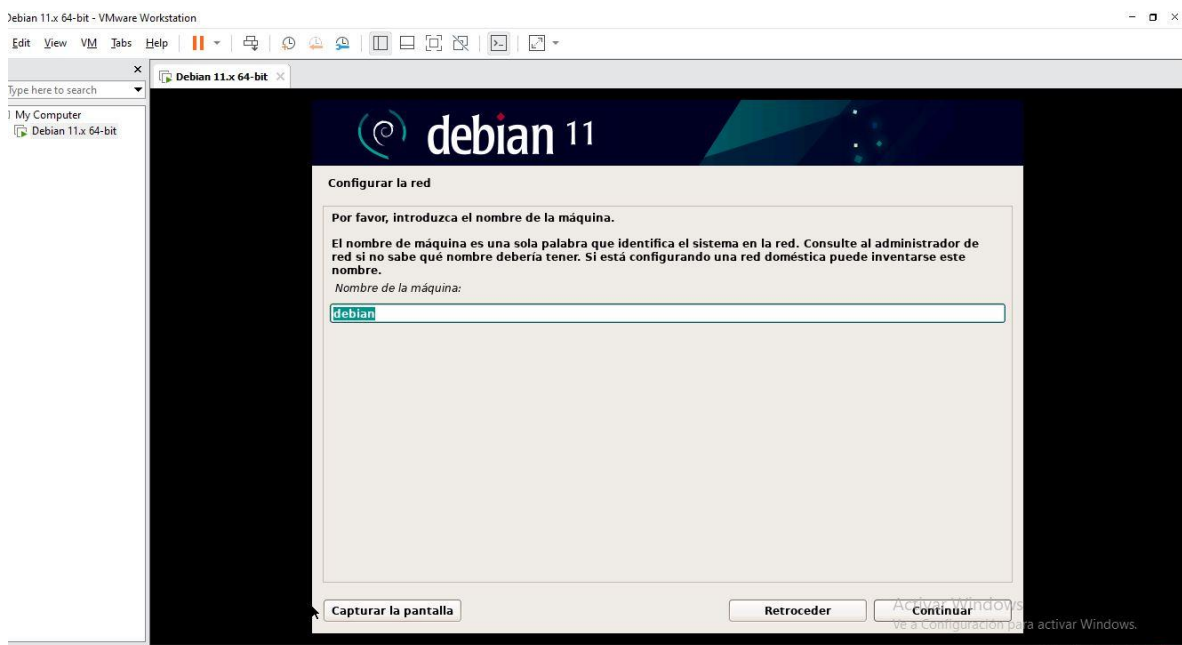 Debian 11.x 64-bit - VMware Workstation
Edit View VM Tabs Help
Type here to search
Debian 11.x 64-bit
My Computer
Debian 11.x 64-bit
debian 11
Configurar la red
Por favor, introduzca el nombre de la máquina.
El nombre de máquina es una sola palabra que identifica el sistema en la red. Consulte al administrador de
red si no sabe qué nombre debería tener. Si está configurando una red doméstica puede inventarse este
nombre.
Nombre de la máquina:
debian
Capturar la pantalla
Retroceder
Continuar
Activar Windows
Ve a Configuración para activar Windows.